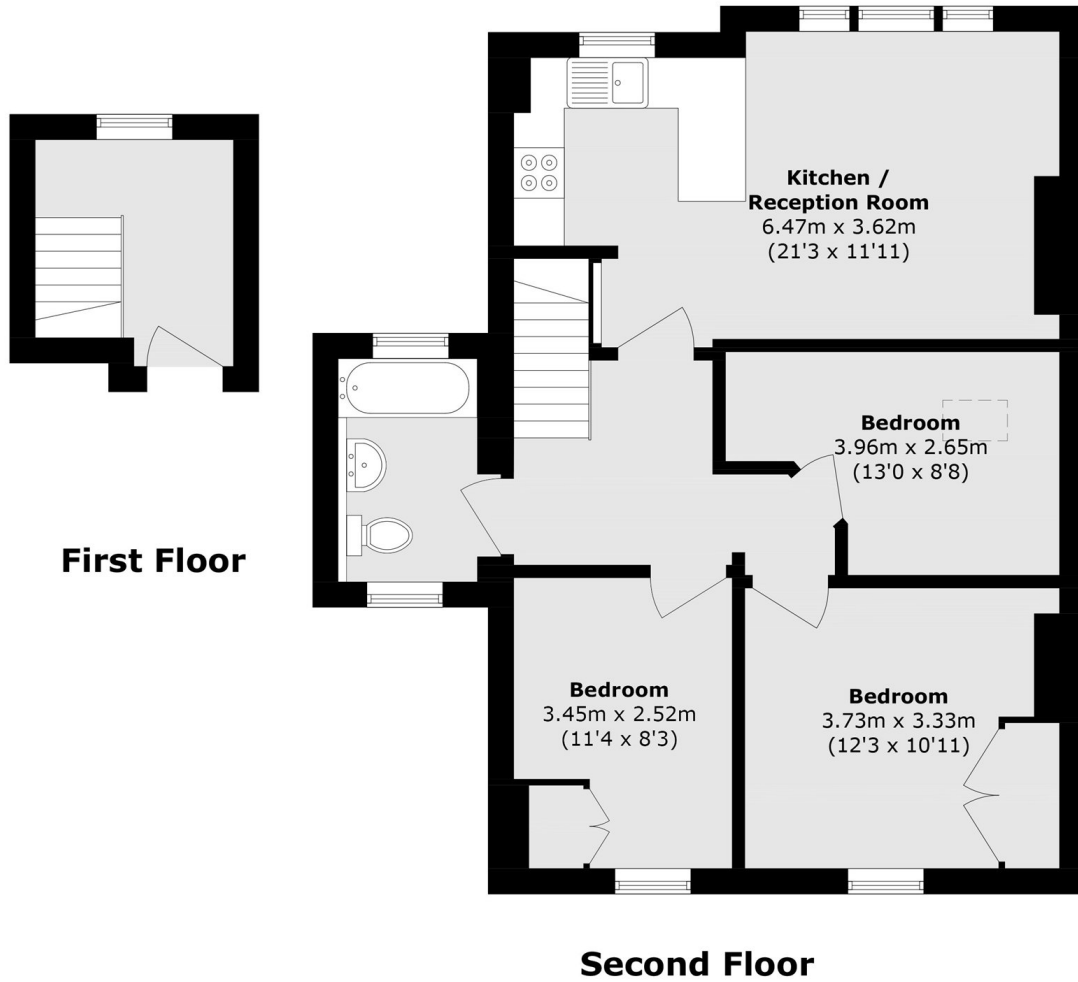 Kitchen /
Reception Room
6.47m x 3.62m
(21'3 x 11'11)
Bedroom
3.96m x 2.65m
(13'0 x 8'8)
First Floor
Bedroom
3.45m x 2.52m
(11'4 x 8'3)
Bedroom
3.73m x 3.33m
(12'3 x 10'11)
Second Floor